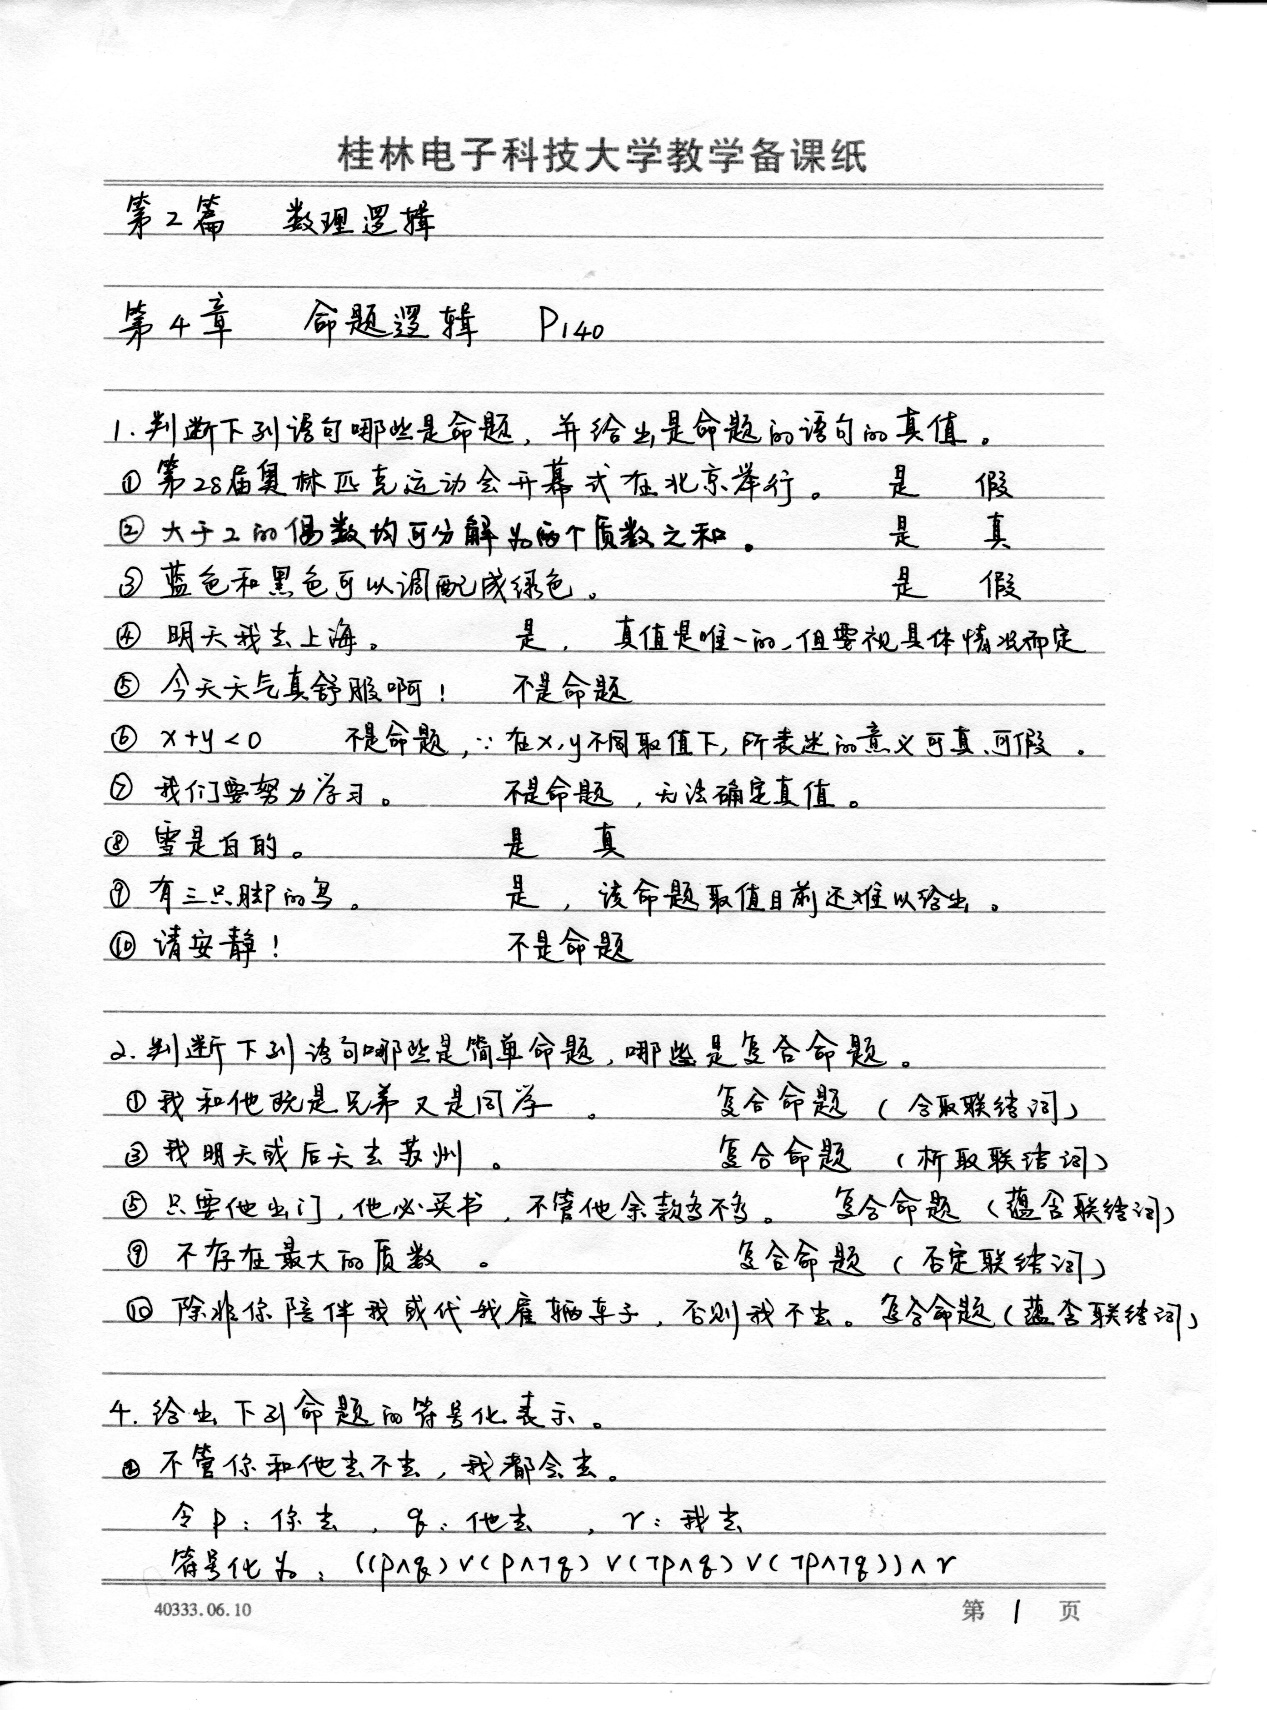 桂林电子科技大学教学备课纸
第2篇 数理逻辑
第4章 命题逻辑 P140
1.判断下列语句哪些是命题,并给出是命题的语句的真值。
① 第28届奥林匹克运动会开幕式在北京举行。 是 假
② 大于2的偶数均可分解为两个质数之和。 是 真
③ 蓝色和黑色可以调配成绿色。 是 假
④ 明天我去上海。 是, 真值是唯一的,但要视具体情况而定
⑤ 今天天气真舒服啊! 不是命题
⑥ x+y<0 不是命题,∵在x,y不同取值下,所表述的意义可真、可假。
⑦ 我们要努力学习。 不是命题,无法确定真值。
⑧ 雪是白的。 是 真
⑨ 有三只脚的鸟。 是,该命题取值目前还难以给出。
⑩ 请安静! 不是命题
2.判断下列语句哪些是简单命题,哪些是复合命题。
① 我和他既是兄弟又是同学。 复合命题(合取联结词)
③ 我明天或后天去苏州。 复合命题(析取联结词)
⑤ 只要他出门,他必买书,不管他余款多不多。 复合命题(蕴含联结词)
⑨ 不存在最大的质数。 复合命题(否定联结词)
⑩ 除非你陪伴我或代我雇辆车子,否则我不去。复合命题(蕴含联结词)
4.给出下列命题的符号化表示。
② 不管你和他去不去,我都会去。
令p:你去,q:他去,r:我去
符号化为:((p∧q)∨(p∧¬q)∨(¬p∧q)∨(¬p∧¬q))∧r
40333.06.10 第 1 页